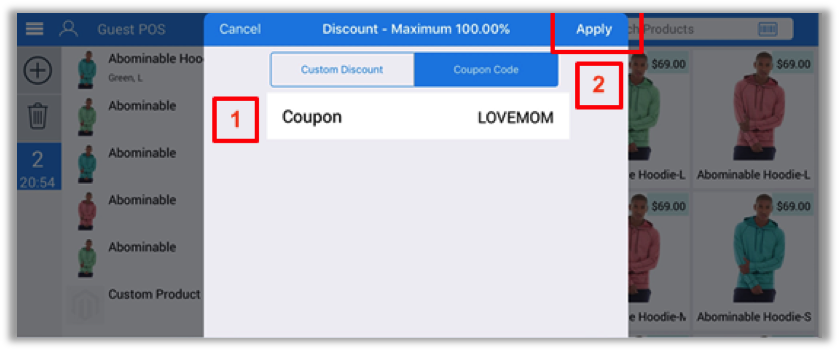 Guest POS
Cancel
Discount - Maximum 100.00%
Apply
ch Products
Custom Discount
Coupon Code
1
Coupon
LOVEMOM
2
Abominable Hoo
Green, L
Abominable
Abominable
Abominable
Abominable
Custom Product
2
20:54
$69.00
$69.00
e Hoodie-L
Abominable Hoodie-L
$69.00
$69.00
e Hoodie-M
Abominable Hoodie-S